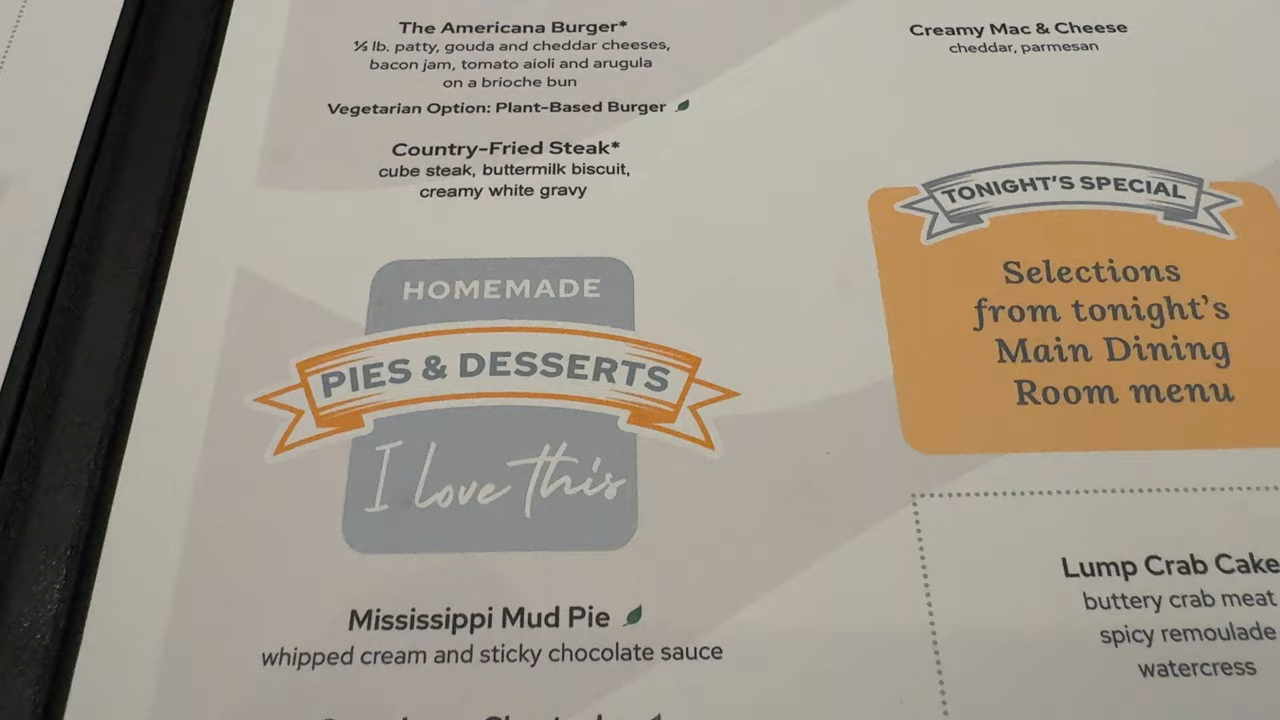 The Americana Burger*
⅓ lb. patty, gouda and cheddar cheeses,
bacon jam, tomato aioli and arugula
on a brioche bun
Vegetarian Option: Plant-Based Burger
Country-Fried Steak*
cube steak, buttermilk biscuit,
creamy white gravy
HOMEMADE
PIES & DESSERTS
I love this
Mississippi Mud Pie
whipped cream and sticky chocolate sauce
Creamy Mac & Cheese
cheddar, parmesan
TONIGHT'S SPECIAL
Selections
from tonight's
Main Dining
Room menu
Lump Crab Cake
buttery crab meat
spicy remoulade
watercress